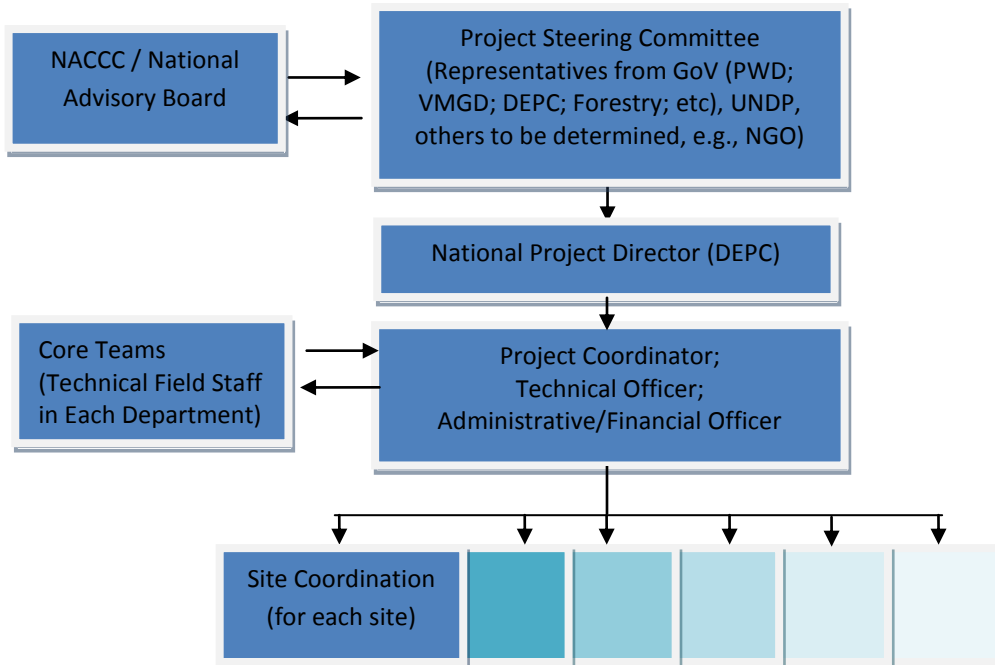 NACCC / National
Advisory Board
Project Steering Committee
(Representatives from GoV (PWD;
VMGD; DEPC; Forestry; etc), UNDP,
others to be determined, e.g., NGO)
National Project Director (DEPC)
Core Teams
(Technical Field Staff
in Each Department)
Project Coordinator;
Technical Officer;
Administrative/Financial Officer
Site Coordination
(for each site)